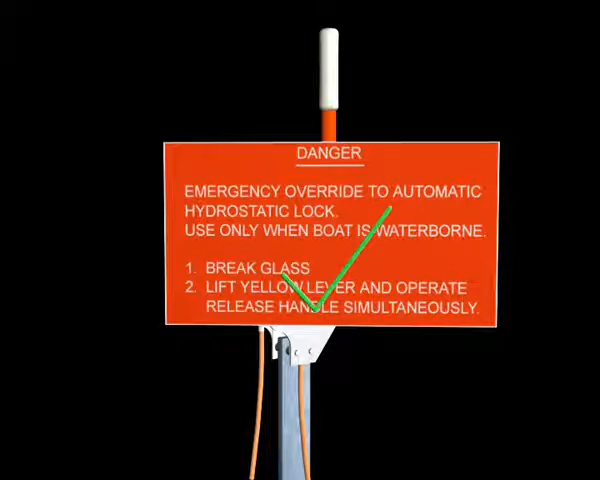 DANGER
EMERGENCY OVERRIDE TO AUTOMATIC
HYDROSTATIC LOCK.
USE ONLY WHEN BOAT IS WATERBORNE.
1. BREAK GLASS
2. LIFT YELLOW LEVER AND OPERATE
RELEASE HANDLE SIMULTANEOUSLY.